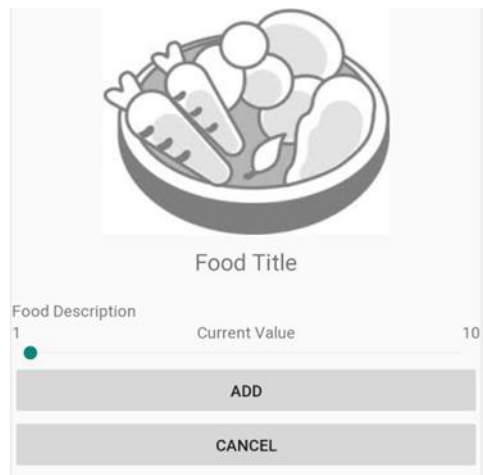 Food Title
Food Description
1 Current Value 10
ADD
CANCEL